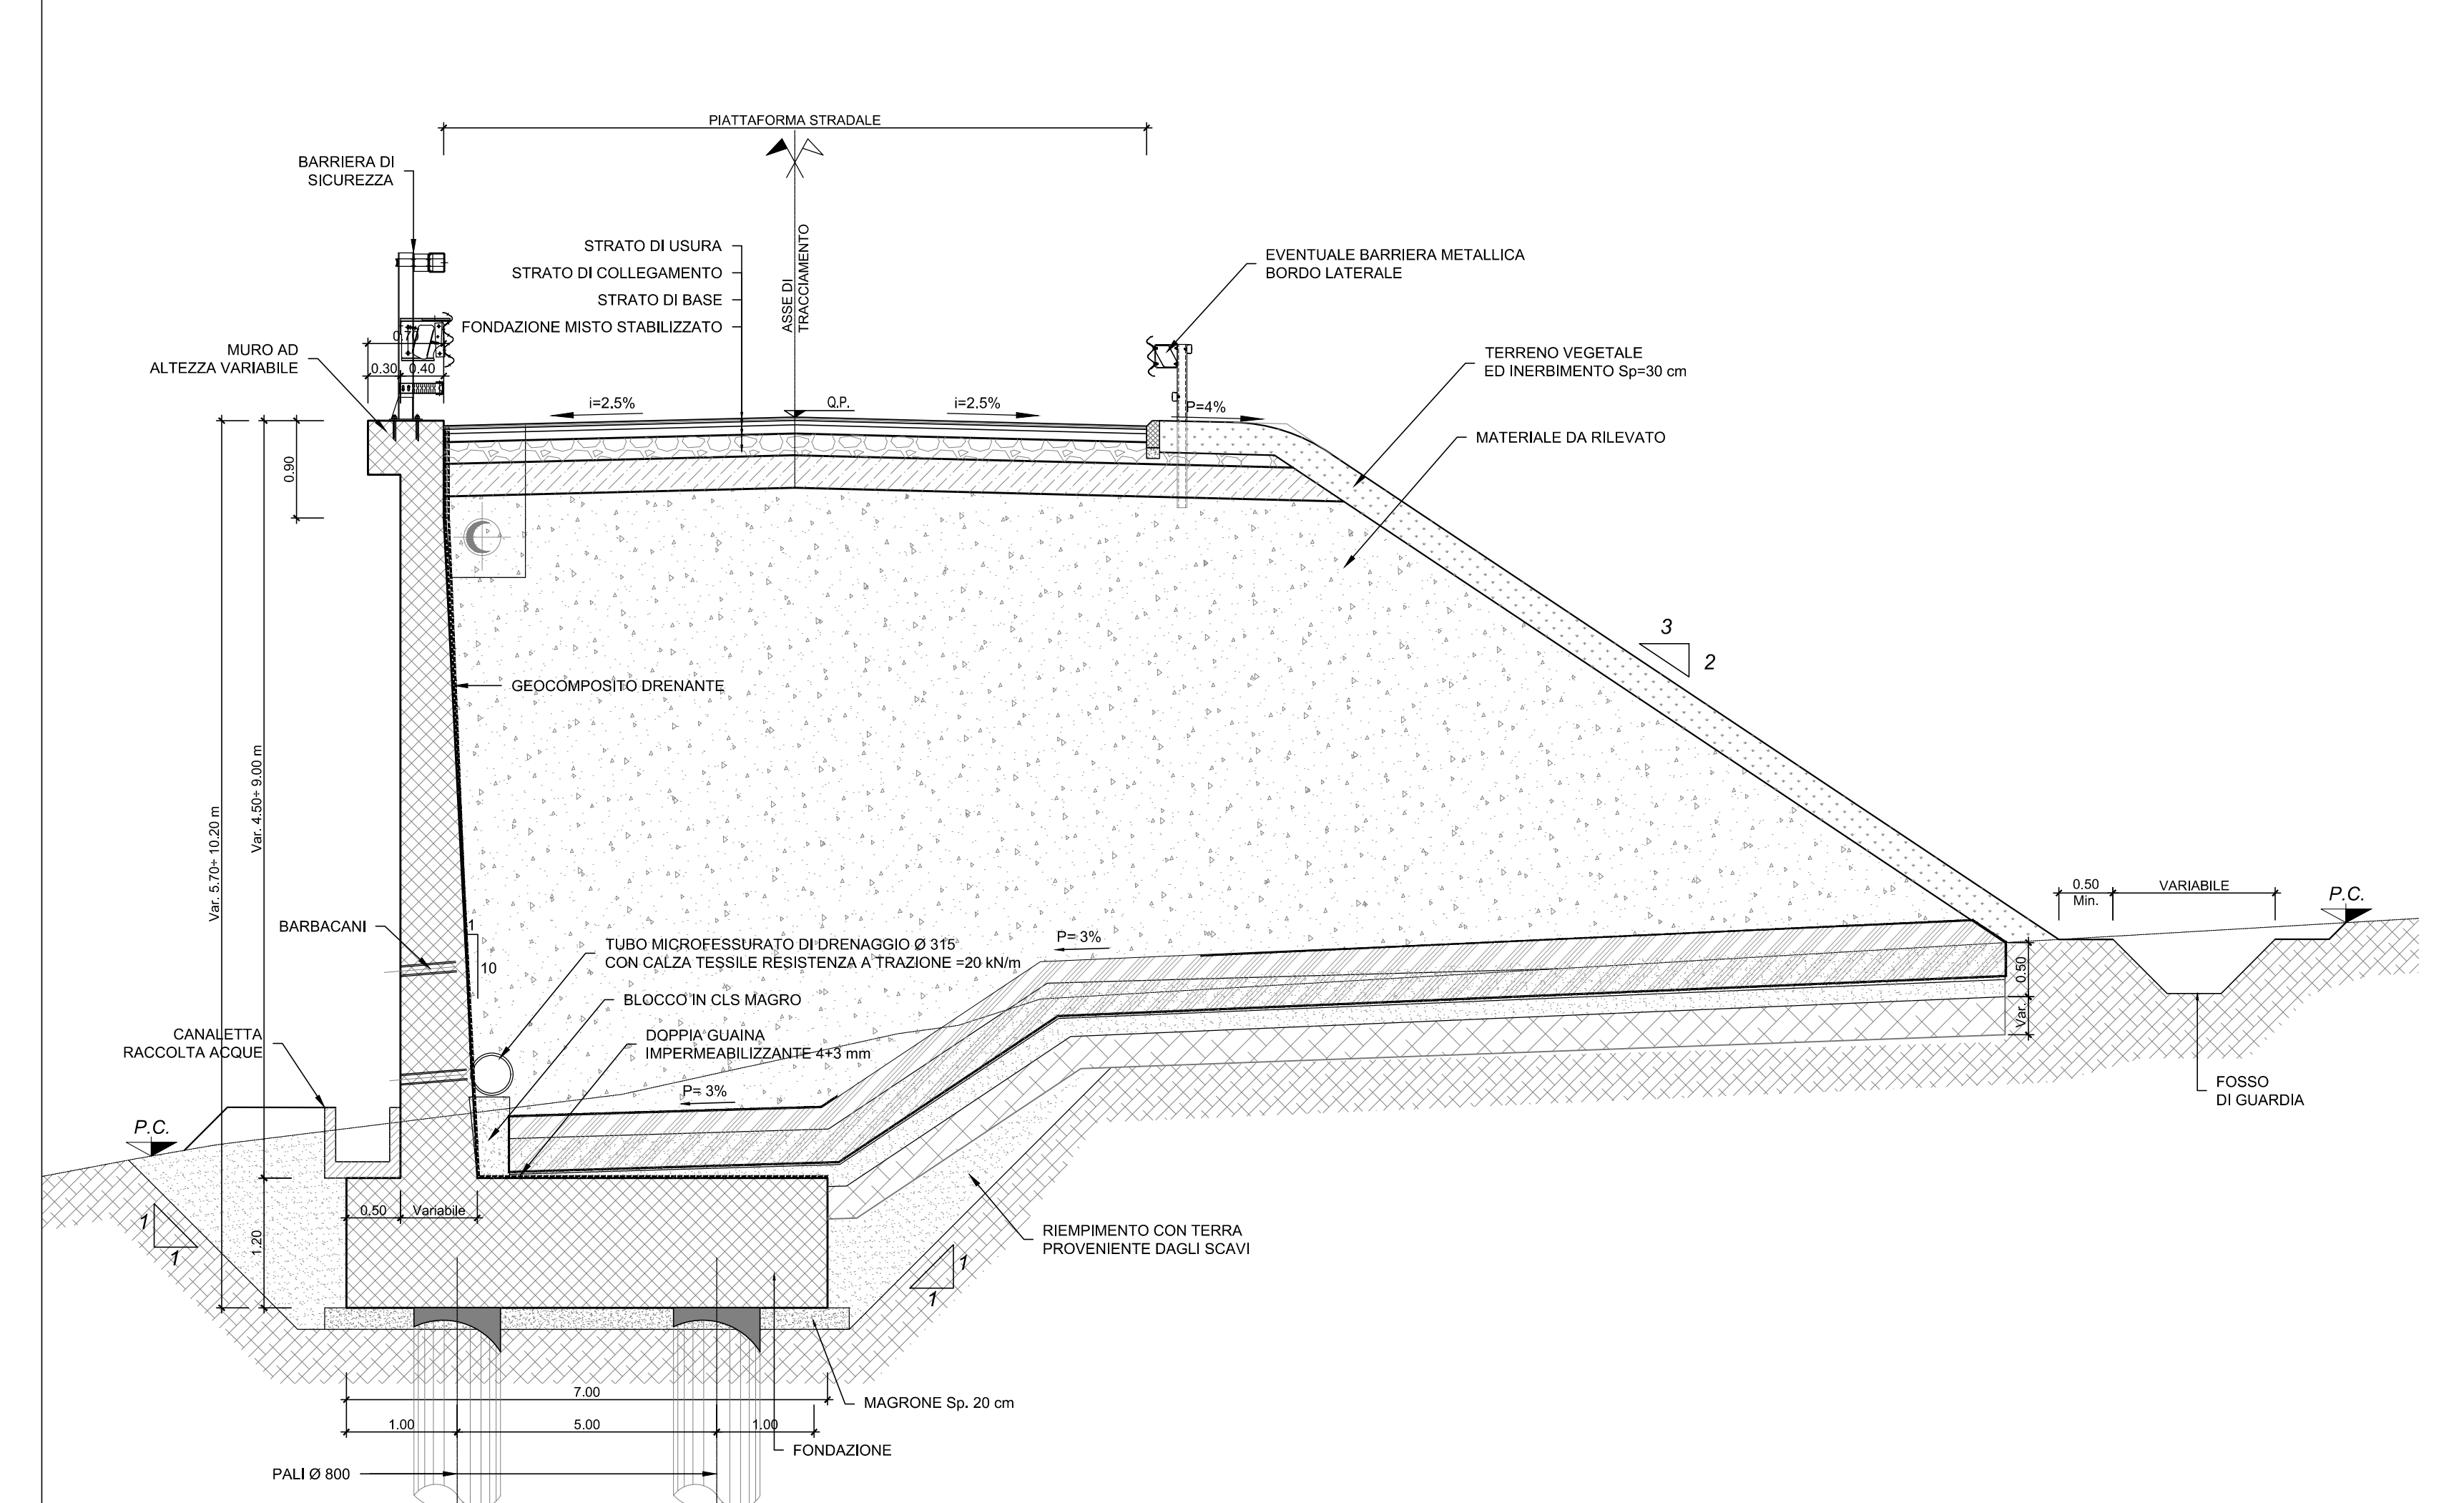 PIATTAFORMA STRADALE
BARRIERA DI
SICUREZZA
STRATO DI USURA
STRATO DI COLLEGAMENTO
STRATO DI BASE
FONDAZIONE MISTO STABILIZZATO
ASSE DI
TRACCIAMENTO
EVENTUALE BARRIERA METALLICA
BORDO LATERALE
MURO AD
ALTEZZA VARIABILE
0.70
0.30
0.40
TERRENO VEGETALE
ED INERBIMENTO Sp=30 cm
i=2.5%
Q.P.
i=2.5%
P=4%
MATERIALE DA RILEVATO
0.90
3
2
GEOCOMPOSITO DRENANTE
Var. 5.70÷ 10.20 m
Var. 4.50÷ 9.00 m
0.50
Min.
VARIABILE
P.C.
BARBACANI
1
10
TUBO MICROFESSURATO DI DRENAGGIO Ø 315
CON CALZA TESSILE RESISTENZA A TRAZIONE =20 kN/m
P= 3%
0.50
Var.
BLOCCO IN CLS MAGRO
CANALETTA
RACCOLTA ACQUE
DOPPIA GUAINA
IMPERMEABILIZZANTE 4+3 mm
P= 3%
FOSSO
DI GUARDIA
P.C.
0.50
Variabile
1
1
1.20
RIEMPIMENTO CON TERRA
PROVENIENTE DAGLI SCAVI
1
1
7.00
MAGRONE Sp. 20 cm
1.00
5.00
1.00
FONDAZIONE
PALI Ø 800